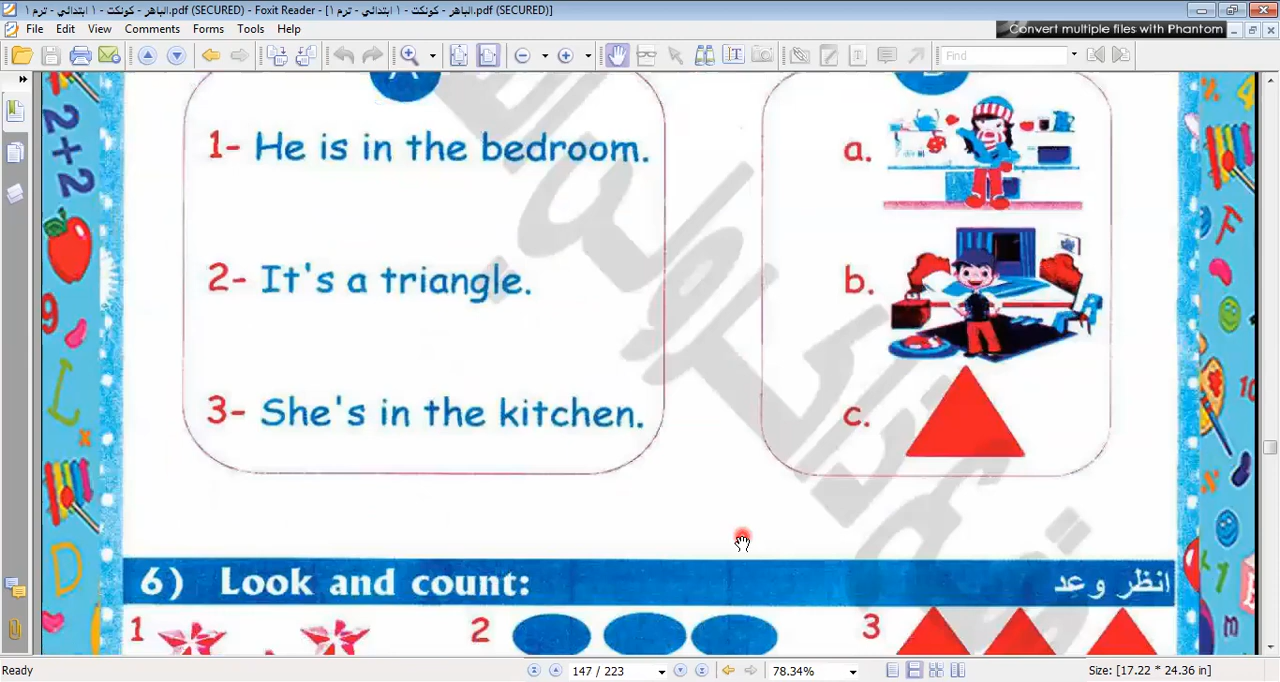 الباهر - كونكت - ١ ابتدائي - ترم ١.pdf (SECURED) - Foxit Reader - [الباهر - كونكت - ١ ابتدائي - ترم ١.pdf (SECURED)]
File Edit View Comments Forms Tools Help
Convert multiple files with Phantom
Find
A
B
1- He is in the bedroom.
a.
2- It's a triangle.
b.
3- She's in the kitchen.
c.
6) Look and count:
انظر وعد
1
2
3
Ready
147 / 223
78.34%
Size: [17.22 * 24.36 in]